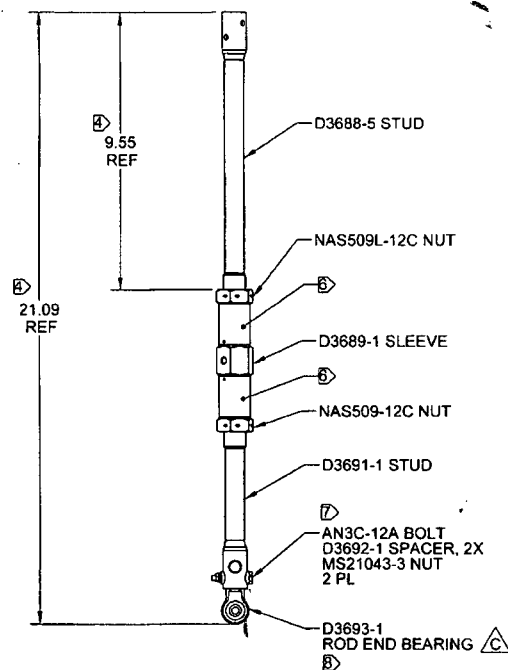 4
9.55
REF
D3688-5 STUD
NAS509L-12C NUT
4
21.09
REF
6
D3689-1 SLEEVE
6
NAS509-12C NUT
D3691-1 STUD
7
AN3C-12A BOLT
D3692-1 SPACER, 2X
MS21043-3 NUT
2 PL
D3693-1
ROD END BEARING C
8